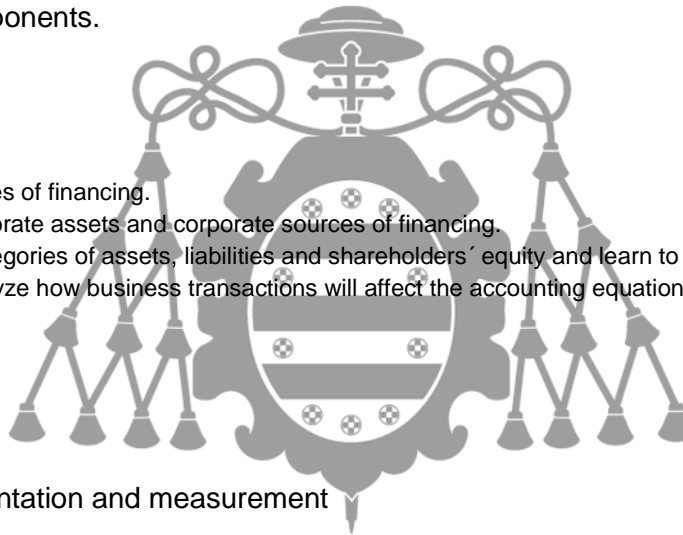 ponents.
es of financing.
orate assets and corporate sources of financing.
egories of assets, liabilities and shareholders´ equity and learn to
yze how business transactions will affect the accounting equation
ntation and measurement